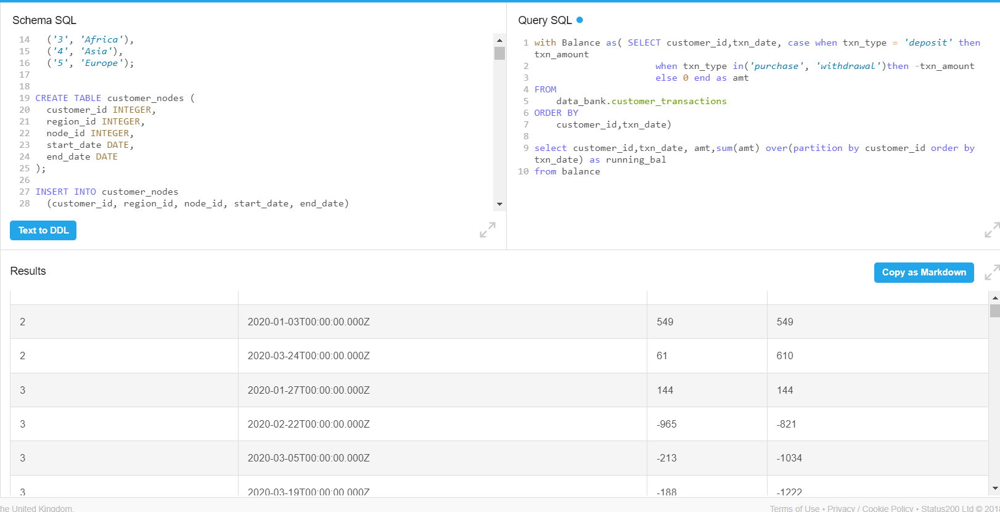 Schema SQL
14 ('3', 'Africa'),
15 ('4', 'Asia'),
16 ('5', 'Europe');
17
18
19 CREATE TABLE customer_nodes (
20 customer_id INTEGER,
21 region_id INTEGER,
22 node_id INTEGER,
23 start_date DATE,
24 end_date DATE
25 );
26
27 INSERT INTO customer_nodes
28 (customer_id, region_id, node_id, start_date, end_date)
Text to DDL
Query SQL
1 with Balance as( SELECT customer_id,txn_date, case when txn_type = 'deposit' then
txn_amount
2 when txn_type in('purchase', 'withdrawal')then -txn_amount
3 else 0 end as amt
4 FROM
5 data_bank.customer_transactions
6 ORDER BY
7 customer_id,txn_date)
8
9 select customer_id,txn_date, amt,sum(amt) over(partition by customer_id order by
txn_date) as running_bal
10 from balance
Results
Copy as Markdown
2 2020-01-03T00:00:00.000Z 549 549
2 2020-03-24T00:00:00.000Z 61 610
3 2020-01-27T00:00:00.000Z 144 144
3 2020-02-22T00:00:00.000Z -965 -821
3 2020-03-05T00:00:00.000Z -213 -1034
3 2020-03-19T00:00:00.000Z -188 -1222
he United Kingdom.
Terms of Use • Privacy / Cookie Policy • Status200 Ltd © 201